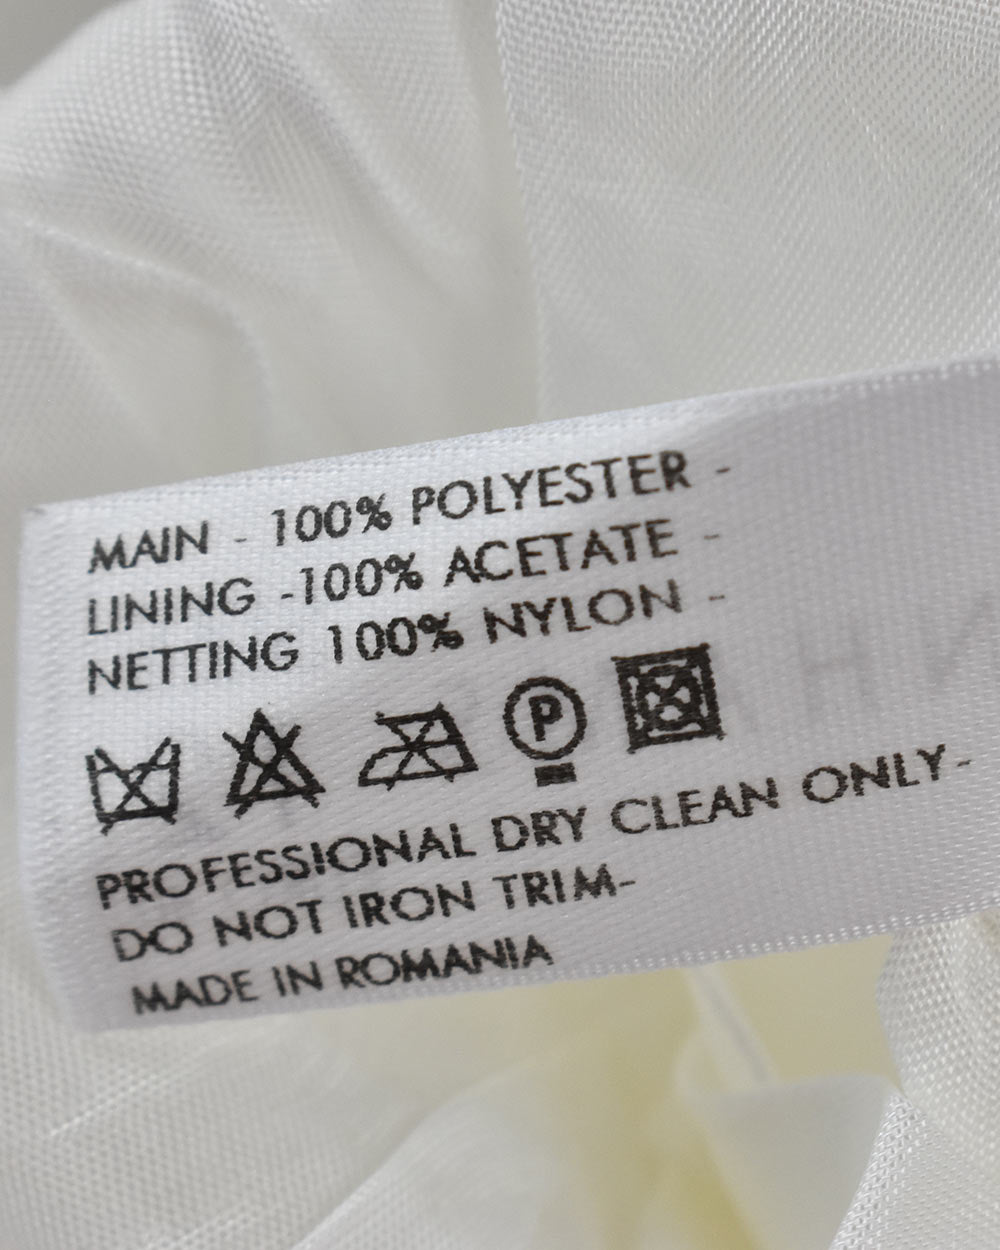 MAIN - 100% POLYESTER -
LINING -100% ACETATE -
NETTING 100% NYLON -
P
PROFESSIONAL DRY CLEAN ONLY-
DO NOT IRON TRIM-
MADE IN ROMANIA